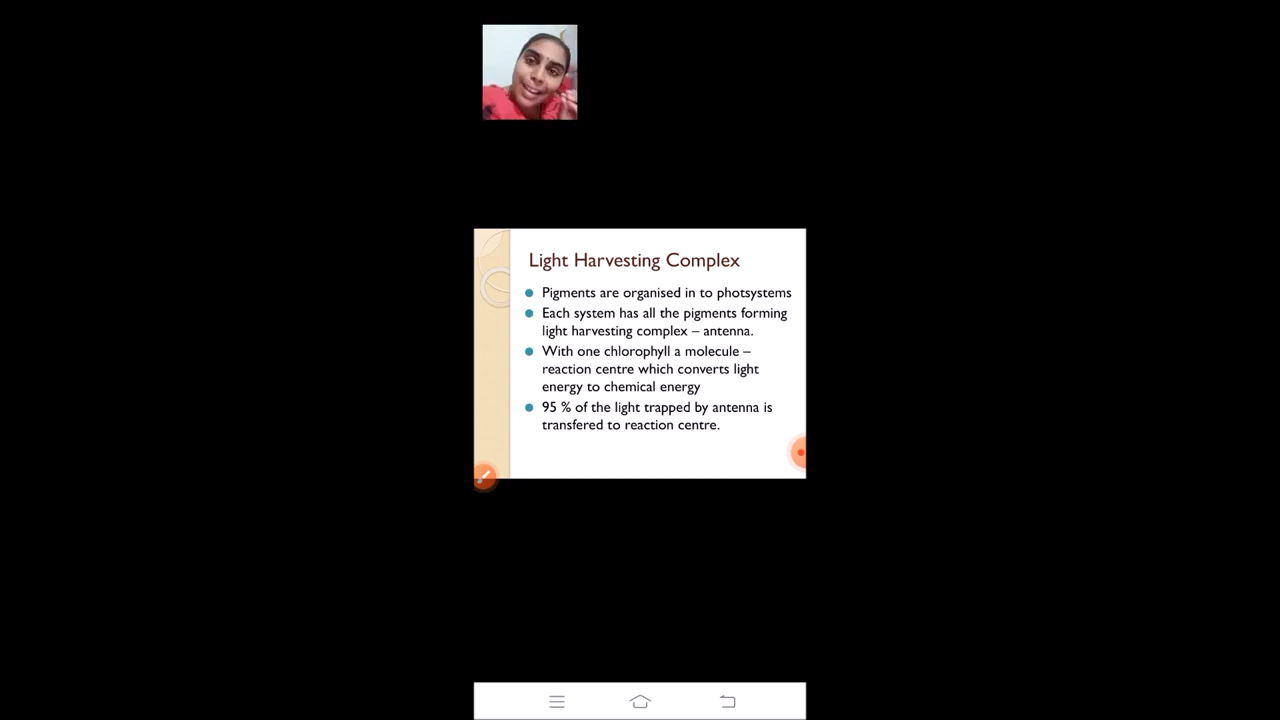 Light Harvesting Complex
Pigments are organised in to photsystems
Each system has all the pigments forming
light harvesting complex – antenna.
With one chlorophyll a molecule –
reaction centre which converts light
energy to chemical energy
95 % of the light trapped by antenna is
transfered to reaction centre.